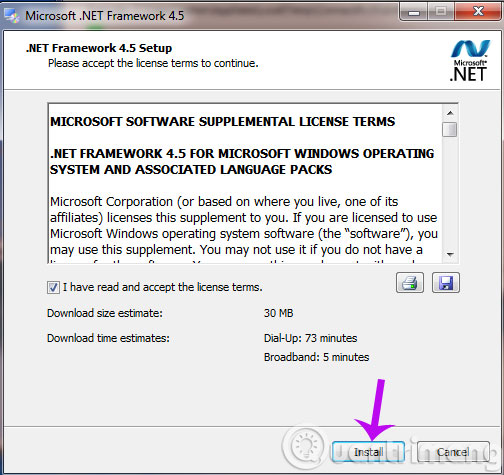 Microsoft .NET Framework 4.5
.NET Framework 4.5 Setup
Please accept the license terms to continue.
Microsoft®
.NET
MICROSOFT SOFTWARE SUPPLEMENTAL LICENSE TERMS
.NET FRAMEWORK 4.5 FOR MICROSOFT WINDOWS OPERATING
SYSTEM AND ASSOCIATED LANGUAGE PACKS
Microsoft Corporation (or based on where you live, one of its
affiliates) licenses this supplement to you. If you are licensed to use
Microsoft Windows operating system software (the “software”), you
may use this supplement. You may not use it if you do not have a
I have read and accept the license terms.
Download size estimate: 30 MB
Download time estimates: Dial-Up: 73 minutes
Broadband: 5 minutes
Install
Cancel
uantrimang